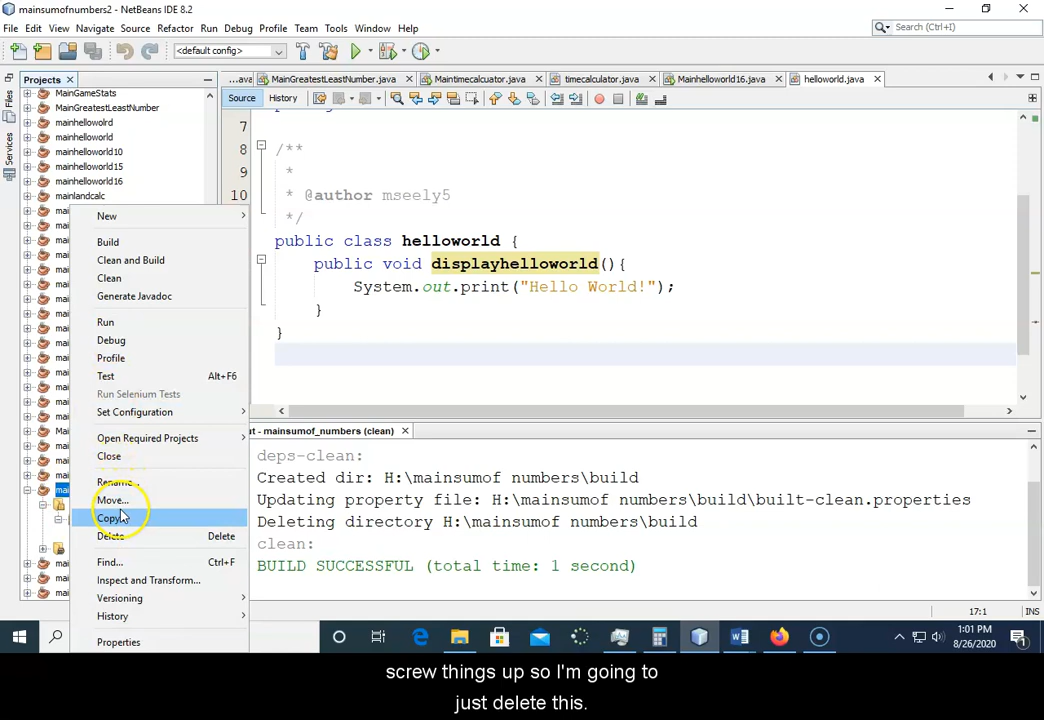 mainsumofnumbers2 - NetBeans IDE 8.2
File Edit View Navigate Source Refactor Run Debug Profile Team Tools Window Help
Search (Ctrl+I)
<default config>
Projects
...ava MainGreatestLeastNumber.java Maintimecalcuator.java timecalculator.java Mainhelloworld16.java helloworld.java
Source History
Files
Services
MainGameStats
MainGreatestLeastNumber
mainhellowolrd
mainhelloworld
mainhelloworld10
mainhelloworld15
mainhelloworld16
mainlandcalc
New
Build
Clean and Build
Clean
Generate Javadoc
Run
Debug
Profile
Test Alt+F6
Run Selenium Tests
Set Configuration
Open Required Projects
Close
Rename...
Move...
Copy...
Delete Delete
Find... Ctrl+F
Inspect and Transform...
Versioning
History
Properties
7
8 /**
9 *
10 * @author mseely5
*/
public class helloworld {
public void displayhelloworld(){
System.out.print("Hello World!");
}
}
t - mainsumof_numbers (clean)
deps-clean:
Created dir: H:\mainsumof numbers\build
Updating property file: H:\mainsumof numbers\build\built-clean.properties
Deleting directory H:\mainsumof numbers\build
clean:
BUILD SUCCESSFUL (total time: 1 second)
17:1 INS
1:01 PM
8/26/2020
screw things up so I'm going to
just delete this.